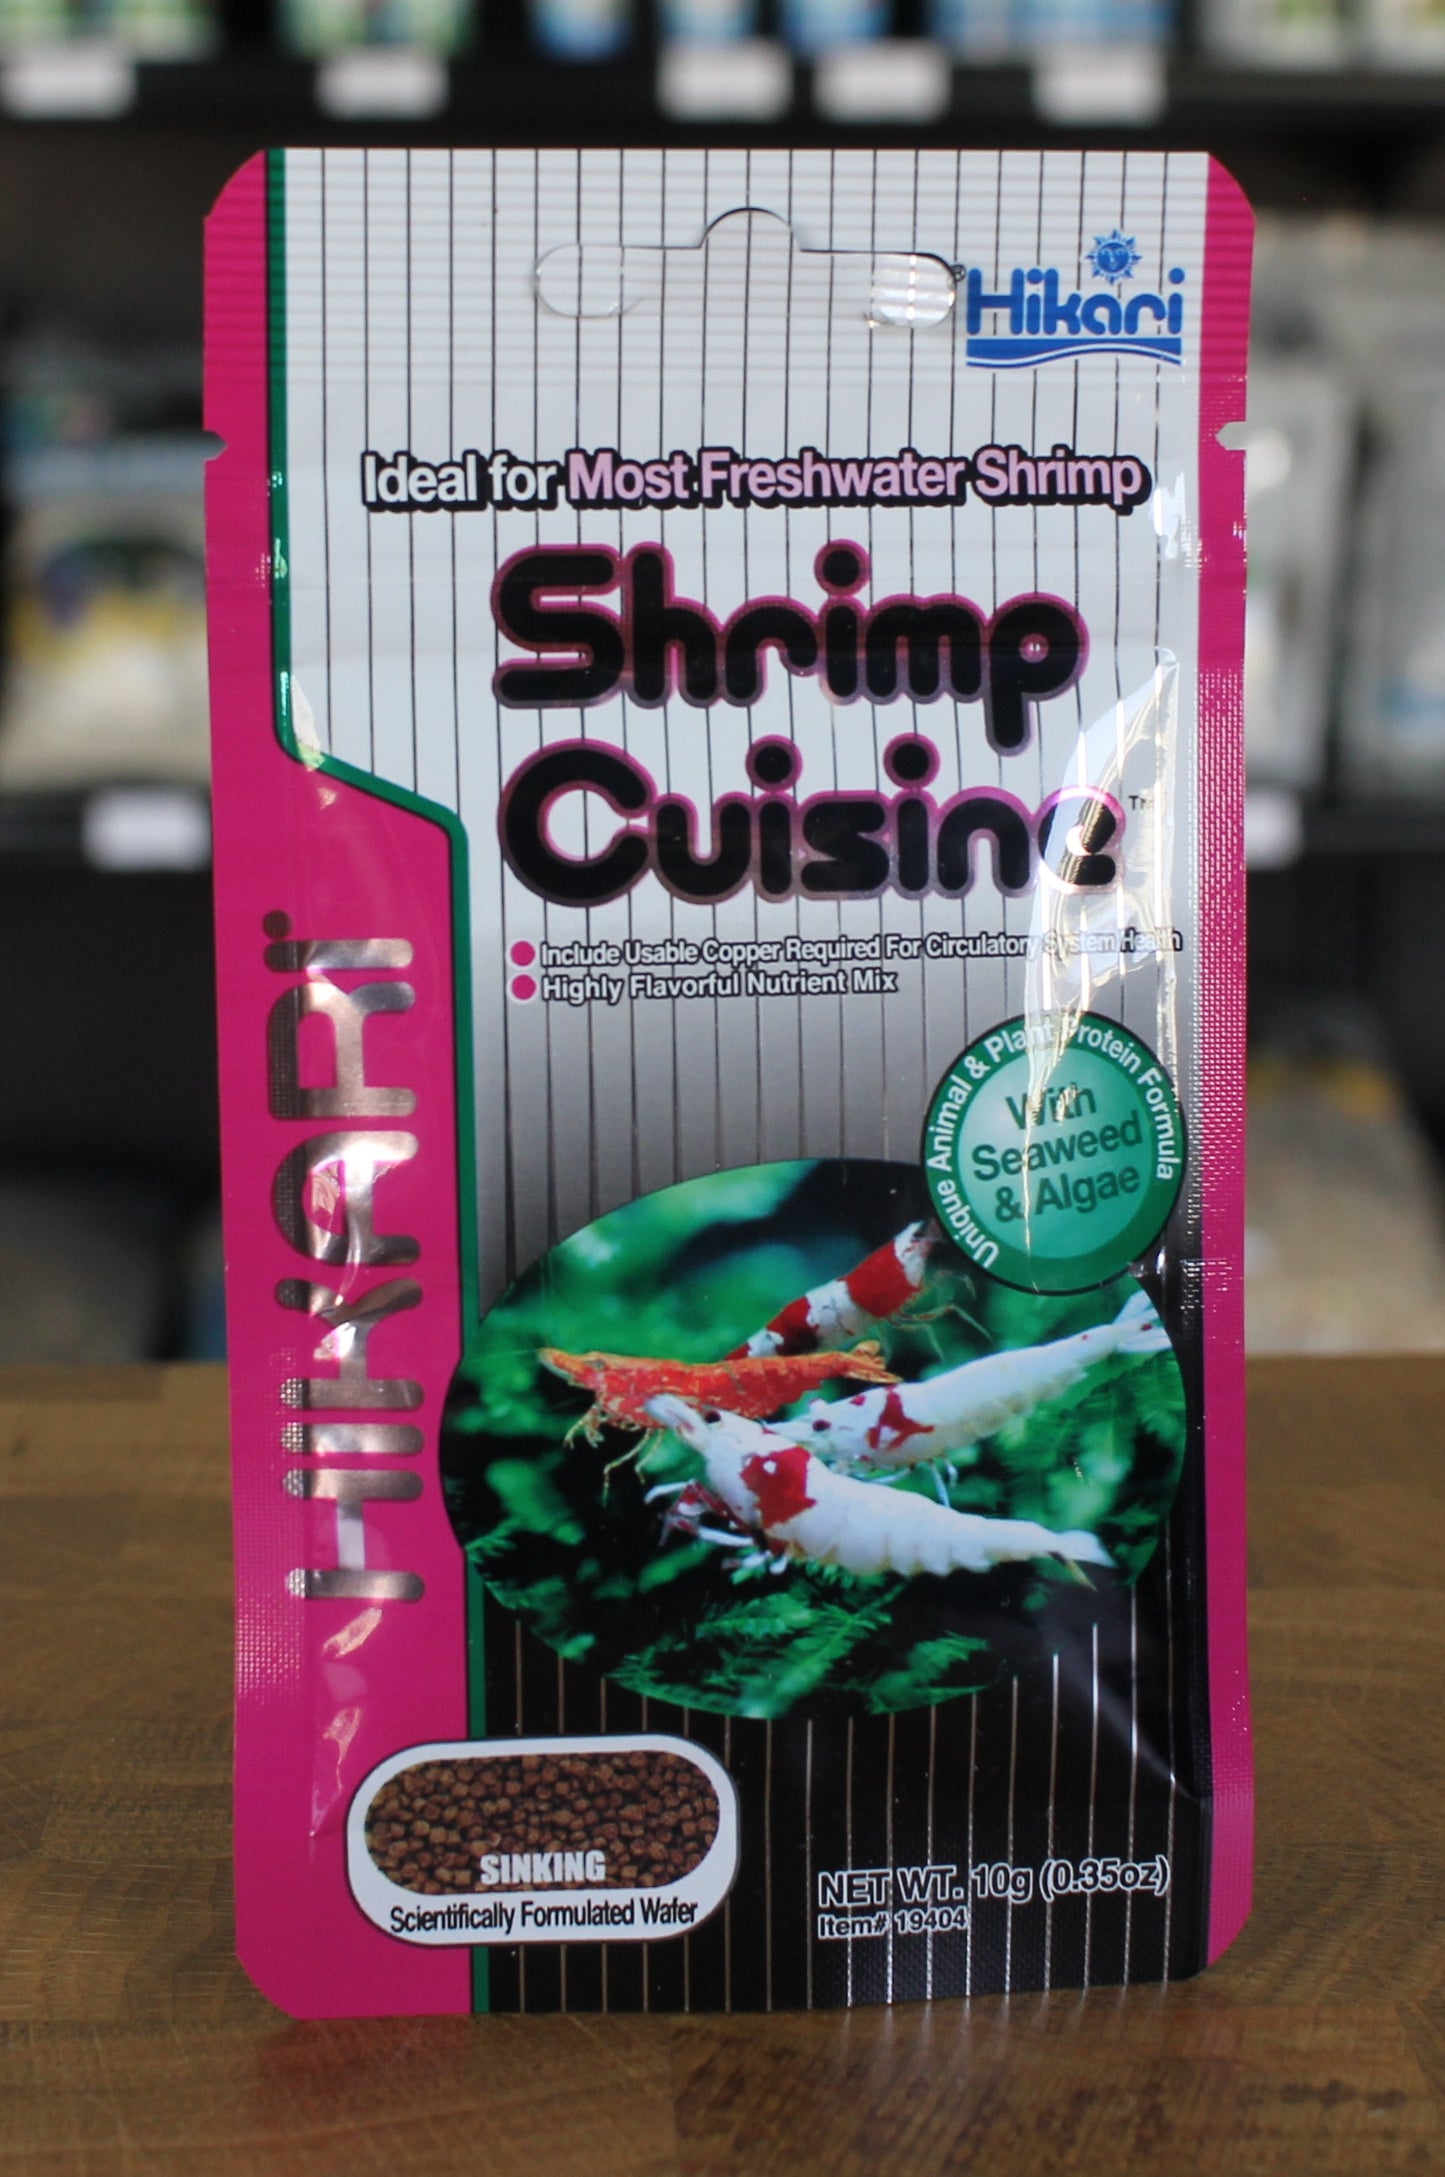 Hikari
Ideal for Most Freshwater Shrimp
Shrimp
Cuisine™
Include Usable Copper Required For Circulatory System Health
Highly Flavorful Nutrient Mix
Unique Animal & Plant Protein Formula
With
Seaweed
& Algae
HIKARI
SINKING
Scientifically Formulated Wafer
NET WT. 10g (0.35oz)
Item# 19404